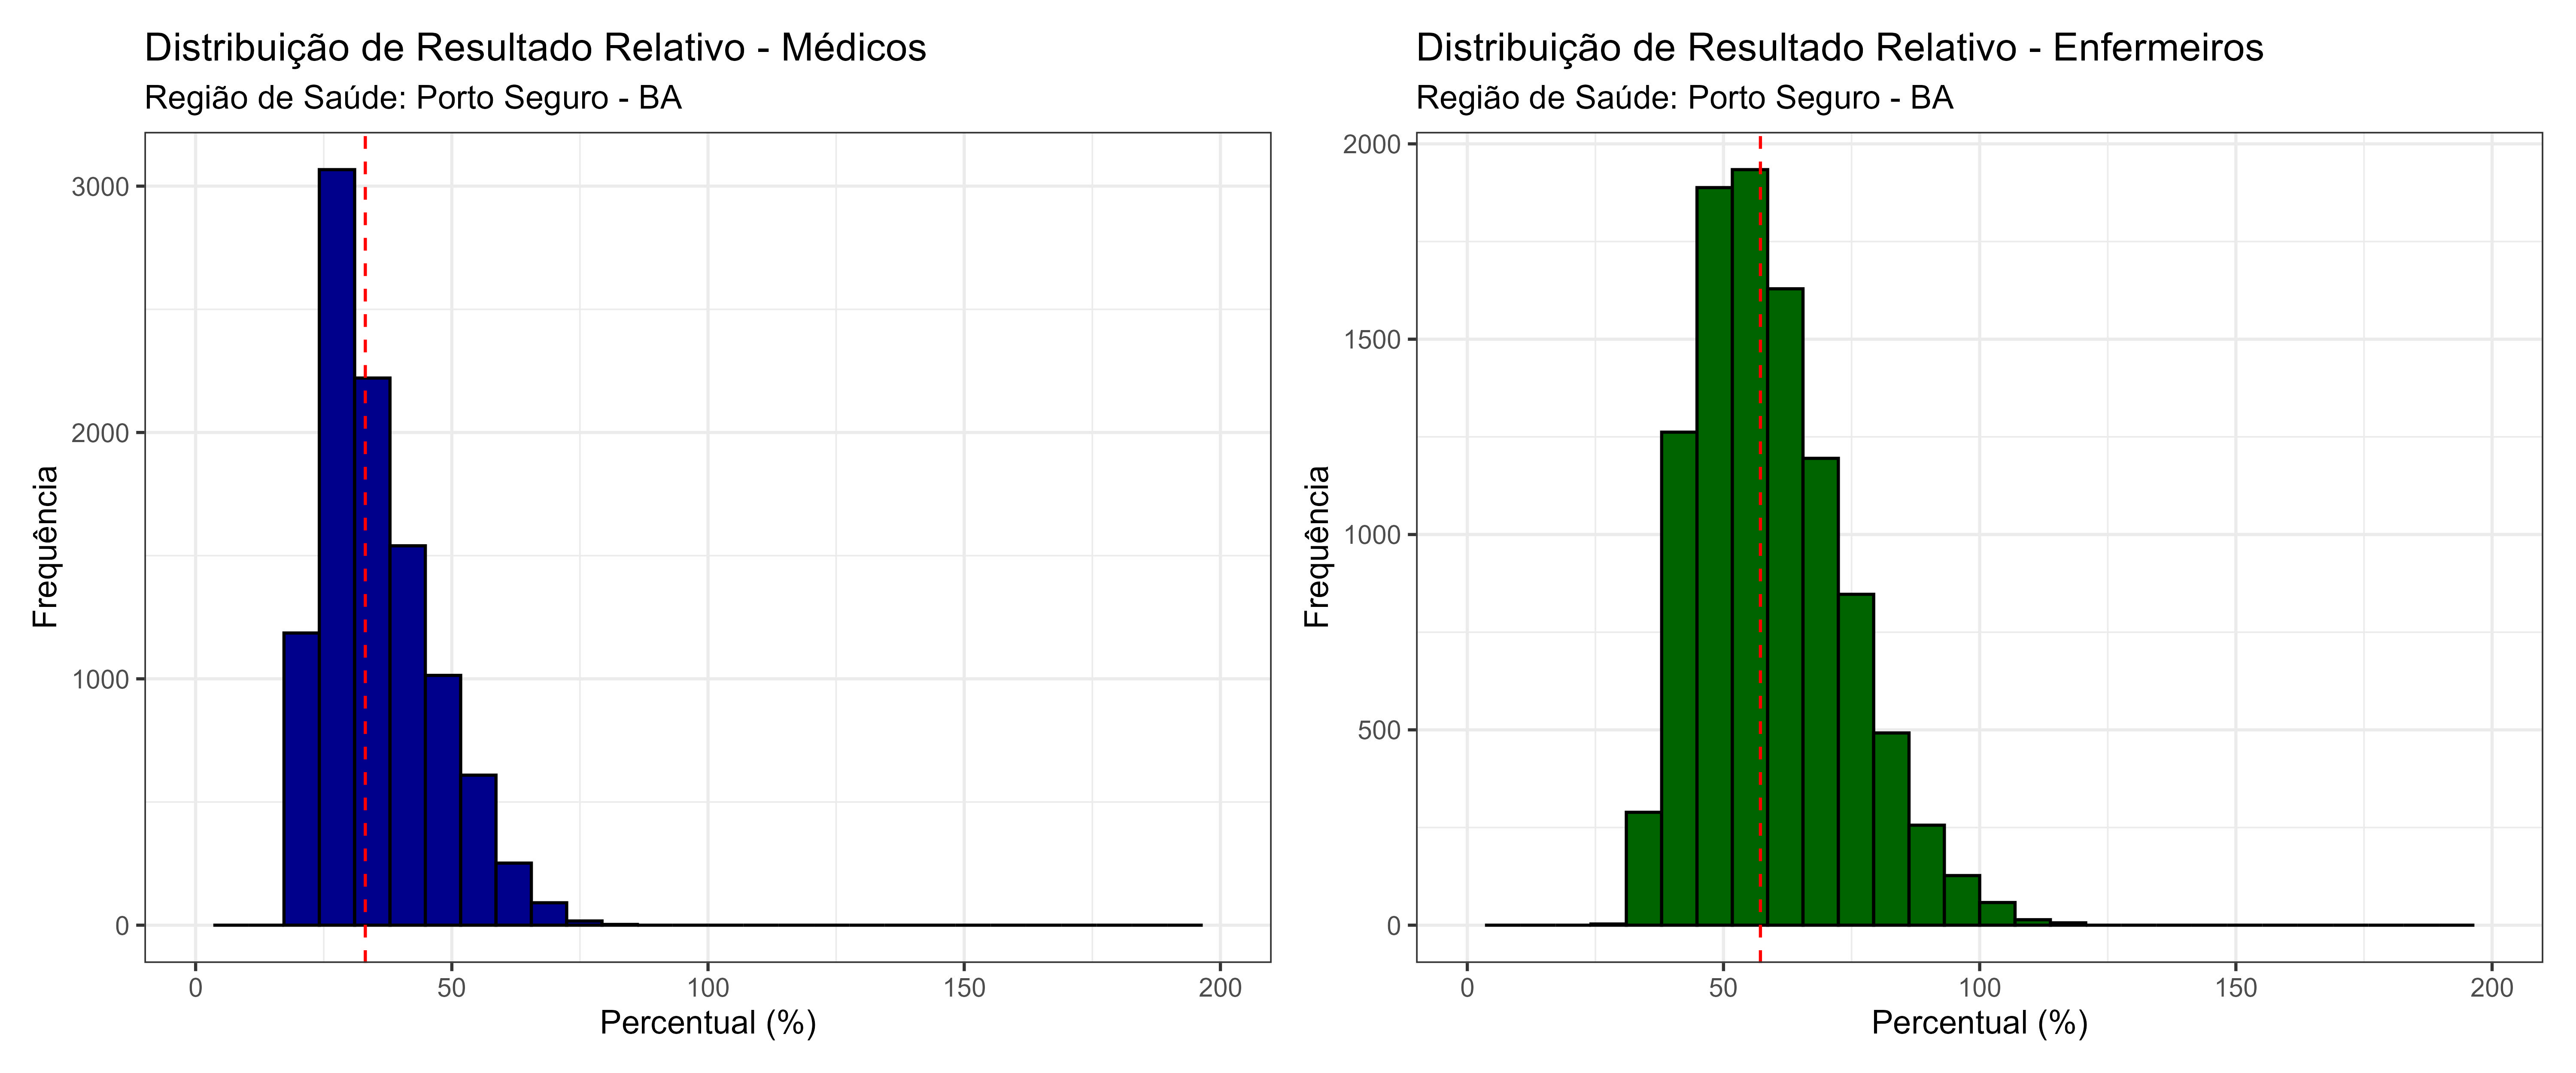 Distribuição de Resultado Relativo - Médicos
Região de Saúde: Porto Seguro - BA
Frequência
3000
2000
1000
0
0 50 100 150 200
Percentual (%)
Distribuição de Resultado Relativo - Enfermeiros
Região de Saúde: Porto Seguro - BA
Frequência
2000
1500
1000
500
0
0 50 100 150 200
Percentual (%)